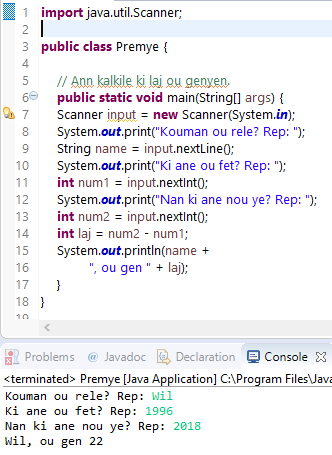 1 import java.util.Scanner;
2
3 public class Premye {
4
5 // Ann kalkile ki laj ou genyen.
6 public static void main(String[] args) {
7 Scanner input = new Scanner(System.in);
8 System.out.print("Kouman ou rele? Rep: ");
9 String name = input.nextLine();
10 System.out.print("Ki ane ou fet? Rep: ");
11 int num1 = input.nextInt();
12 System.out.print("Nan ki ane nou ye? Rep: ");
13 int num2 = input.nextInt();
14 int laj = num2 - num1;
15 System.out.println(name +
16 ", ou gen " + laj);
17 }
18 }
Problems @ Javadoc Declaration Console
<terminated> Premye [Java Application] C:\Program Files\Java
Kouman ou rele? Rep: Wil
Ki ane ou fet? Rep: 1996
Nan ki ane nou ye? Rep: 2018
Wil, ou gen 22